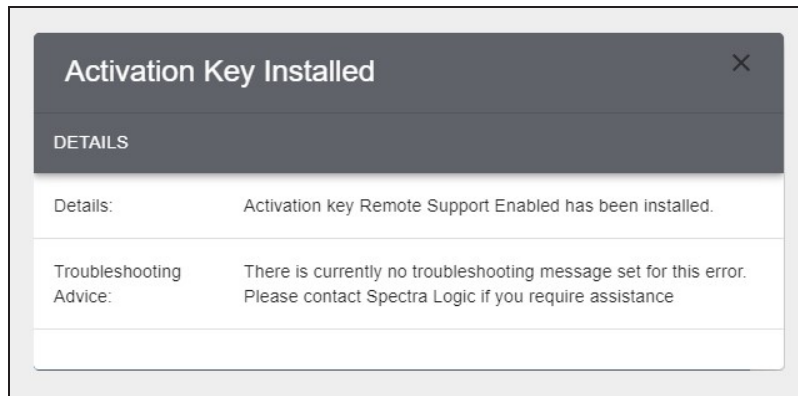 Activation Key Installed
DETAILS
Details: Activation key Remote Support Enabled has been installed.
Troubleshooting Advice: There is currently no troubleshooting message set for this error.
Please contact Spectra Logic if you require assistance